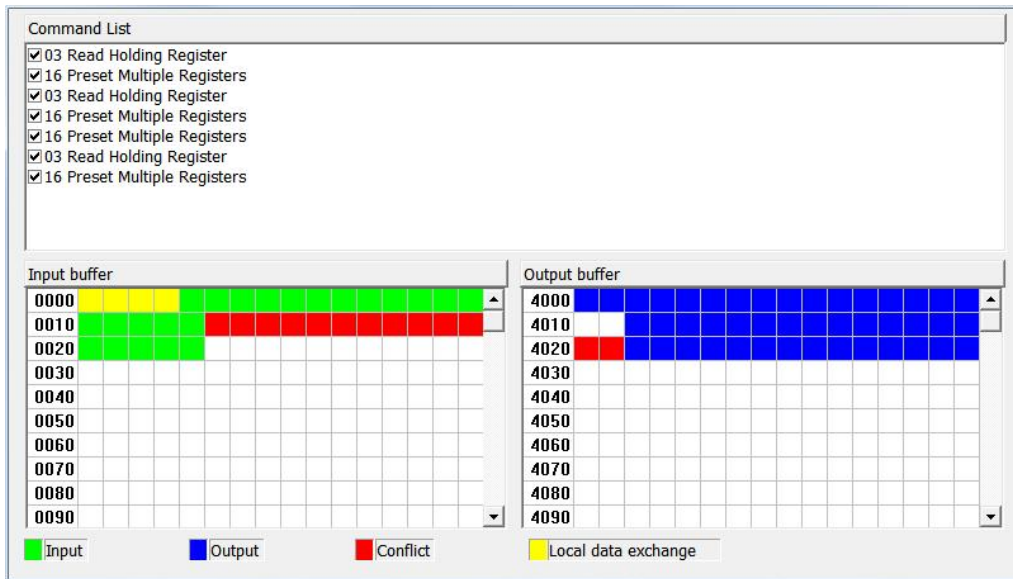 Command List
03 Read Holding Register
16 Preset Multiple Registers
03 Read Holding Register
16 Preset Multiple Registers
16 Preset Multiple Registers
03 Read Holding Register
16 Preset Multiple Registers
Input buffer
0000
0010
0020
0030
0040
0050
0060
0070
0080
0090
Output buffer
4000
4010
4020
4030
4040
4050
4060
4070
4080
4090
Input
Output
Conflict
Local data exchange